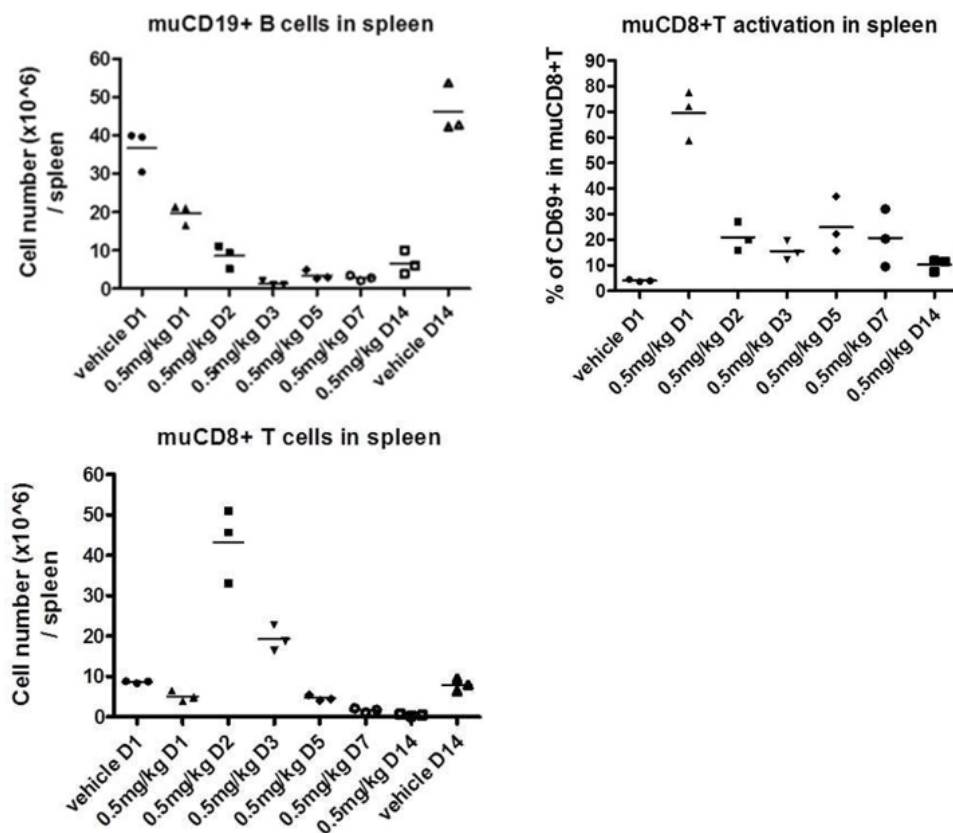 muCD19+ B cells in spleen
Cell number (x10^6)
/ spleen
60
50
40
30
20
10
0
vehicle D1
0.5mg/kg D1
0.5mg/kg D2
0.5mg/kg D3
0.5mg/kg D5
0.5mg/kg D7
0.5mg/kg D14
vehicle D14
muCD8+T activation in spleen
% of CD69+ in muCD8+T
90
80
70
60
50
40
30
20
10
0
vehicle D1
0.5mg/kg D1
0.5mg/kg D2
0.5mg/kg D3
0.5mg/kg D5
0.5mg/kg D7
0.5mg/kg D14
muCD8+ T cells in spleen
Cell number (x10^6)
/ spleen
60
50
40
30
20
10
0
vehicle D1
0.5mg/kg D1
0.5mg/kg D2
0.5mg/kg D3
0.5mg/kg D5
0.5mg/kg D7
0.5mg/kg D14
vehicle D14